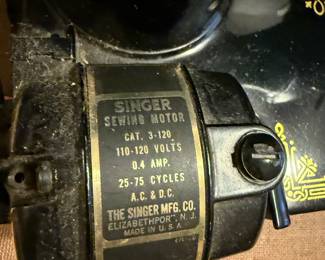 SINGER
SEWING MOTOR
CAT. 3-120
110-120 VOLTS
0.4 AMP.
25-75 CYCLES
A.C. & D.C.
THE SINGER MFG. CO.
ELIZABETHPORT, N. J.
MADE IN U.S.A